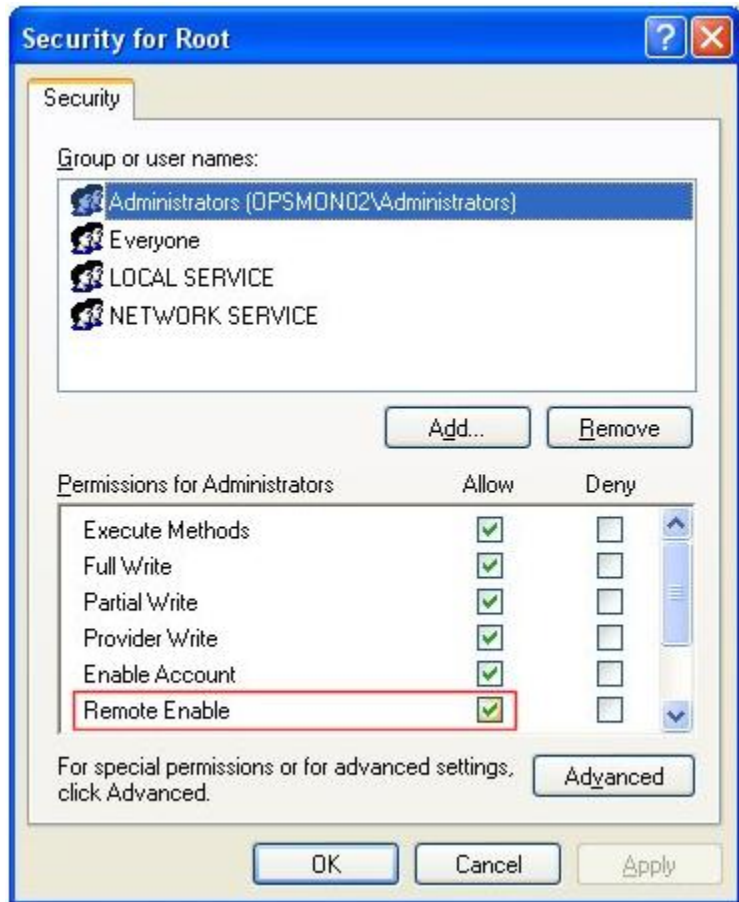 Security for Root
Security
Group or user names:
Administrators (OPSMON02\Administrators)
Everyone
LOCAL SERVICE
NETWORK SERVICE
Add... Remove
Permissions for Administrators Allow Deny
Execute Methods
Full Write
Partial Write
Provider Write
Enable Account
Remote Enable
For special permissions or for advanced settings,
click Advanced.
Advanced
OK Cancel Apply